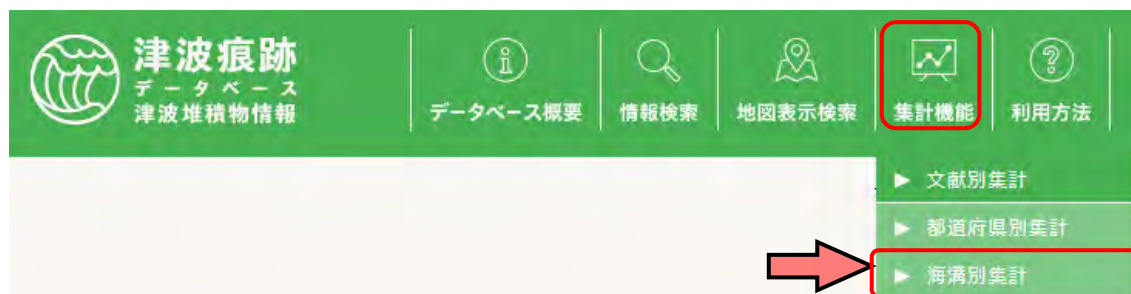 津波痕跡
データベース
津波堆積物情報
データベース概要
情報検索
地図表示検索
集計機能
利用方法
▶ 文献別集計
▶ 都道府県別集計
▶ 海溝別集計